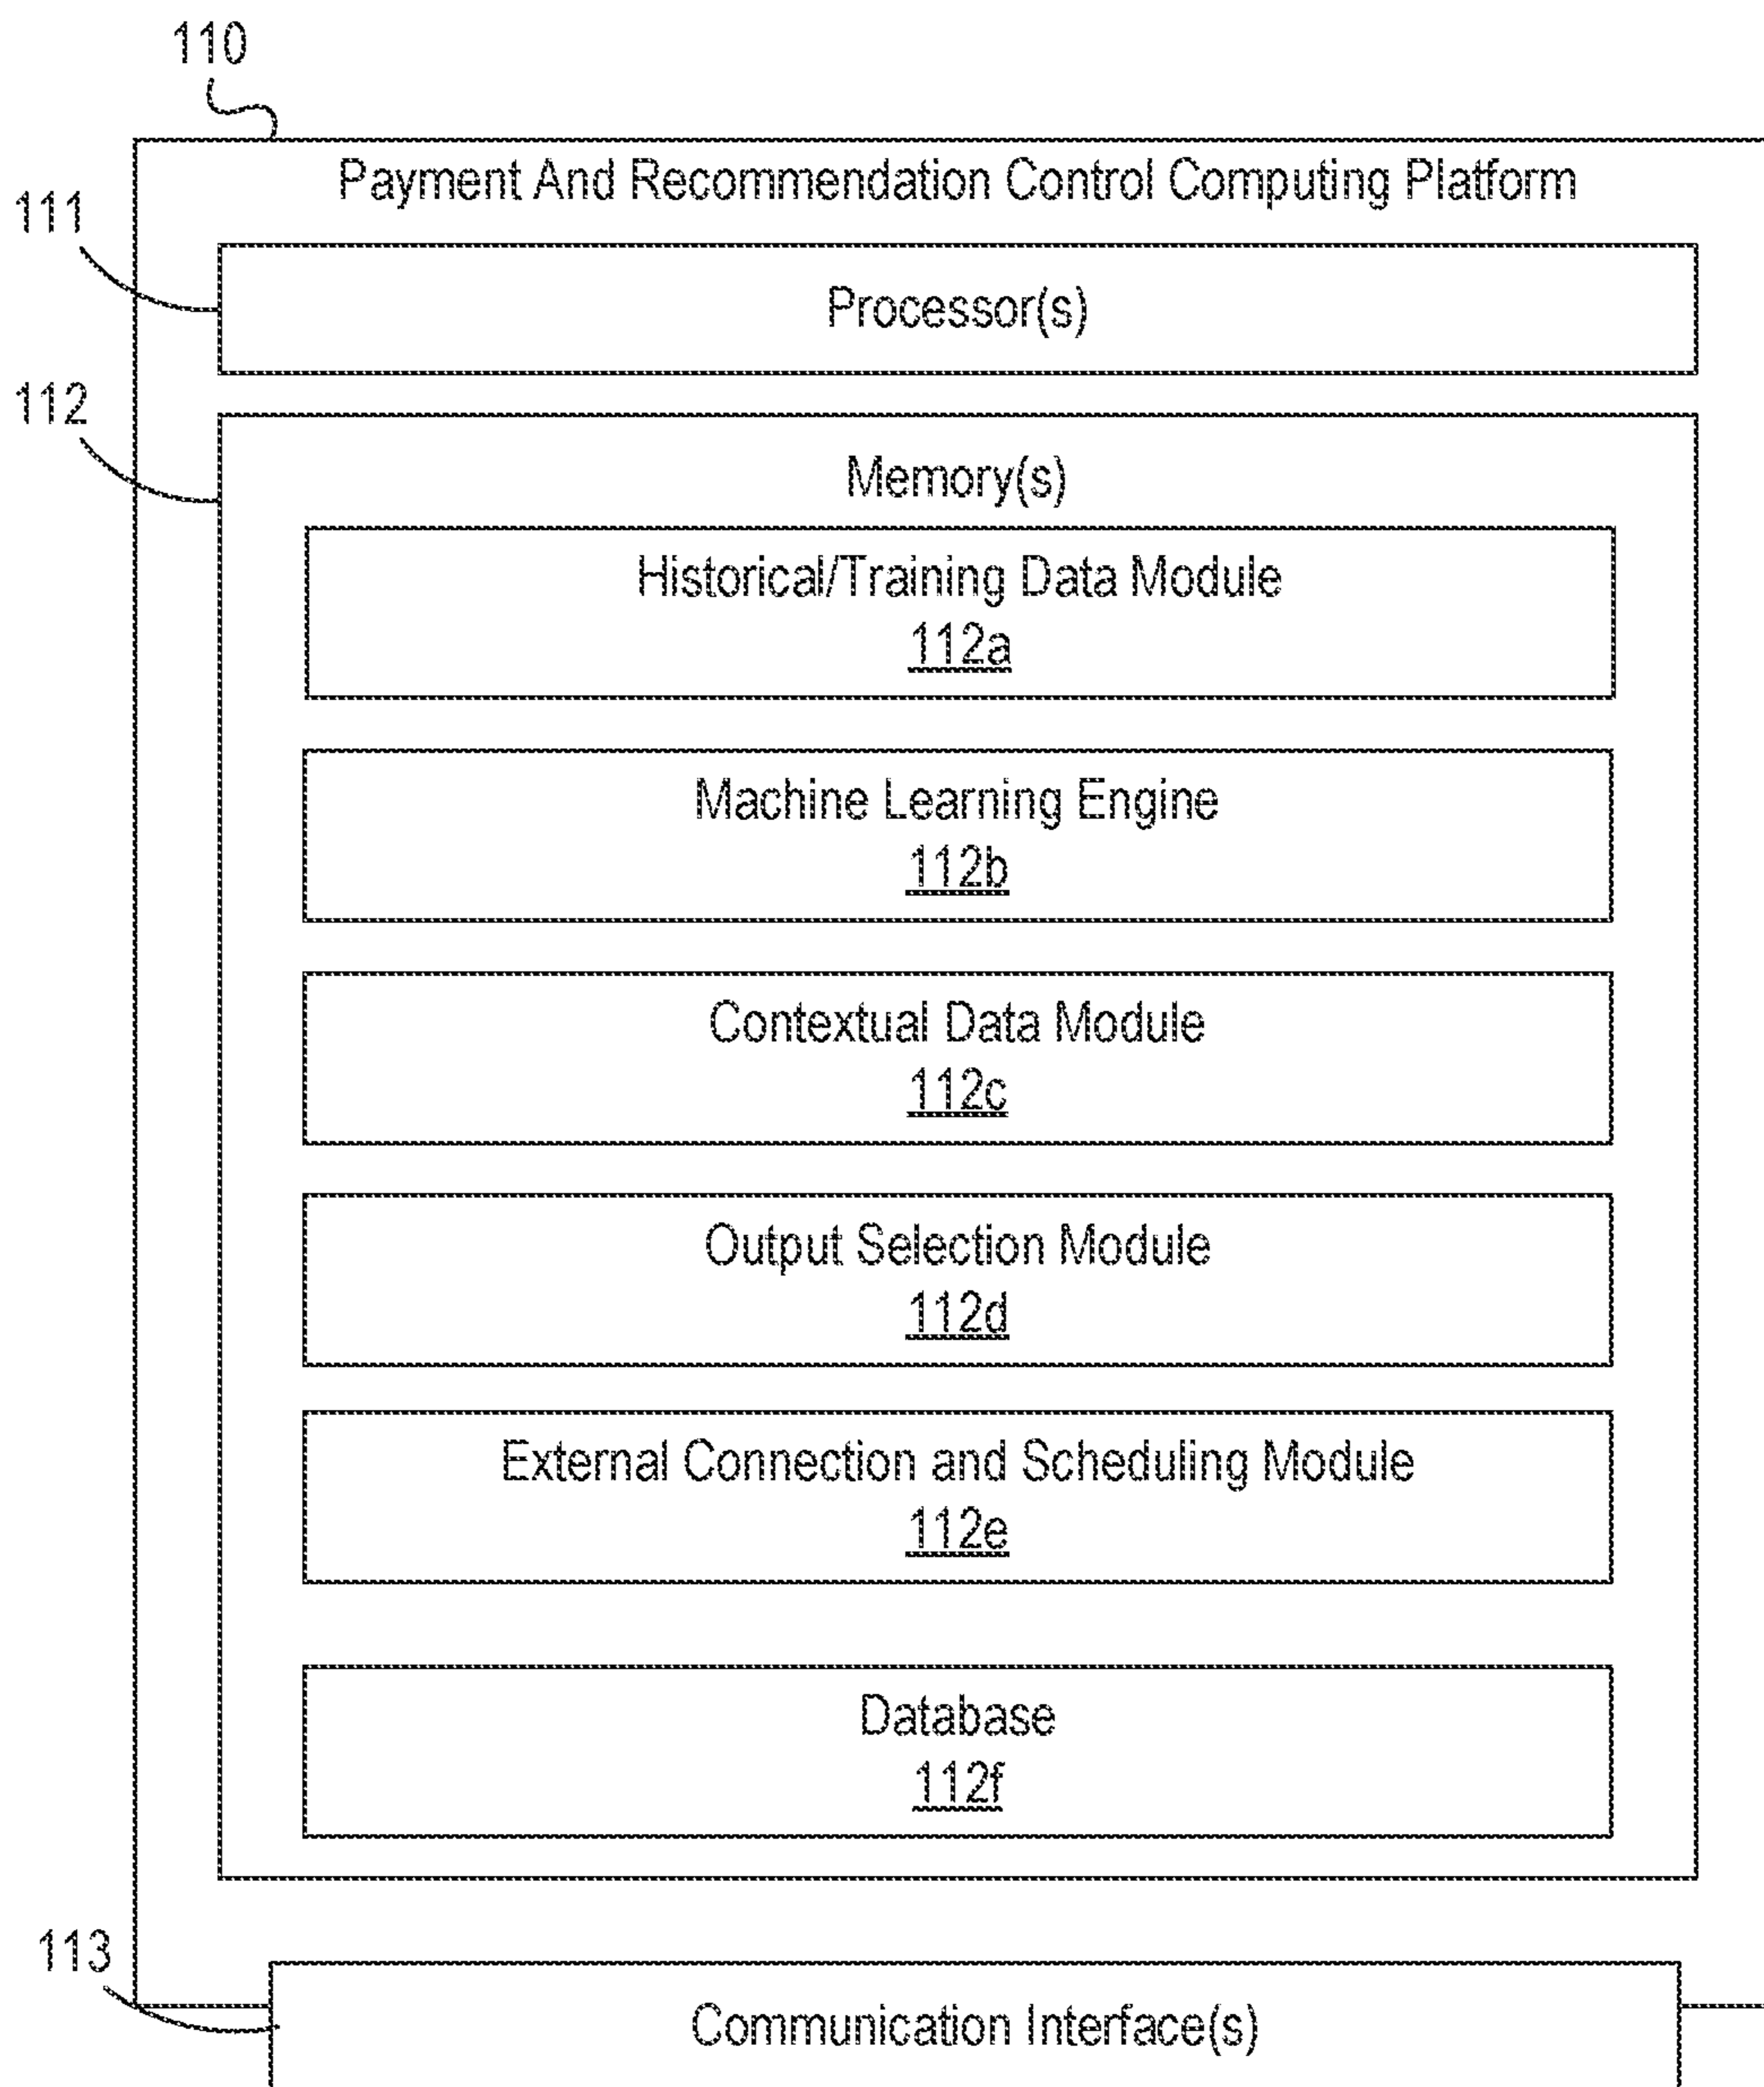 110
Payment And Recommendation Control Computing Platform
111
Processor(s)
112
Memory(s)
Historical/Training Data Module
112a
Machine Learning Engine
112b
Contextual Data Module
112c
Output Selection Module
112d
External Connection and Scheduling Module
112e
Database
112f
113
Communication Interface(s)